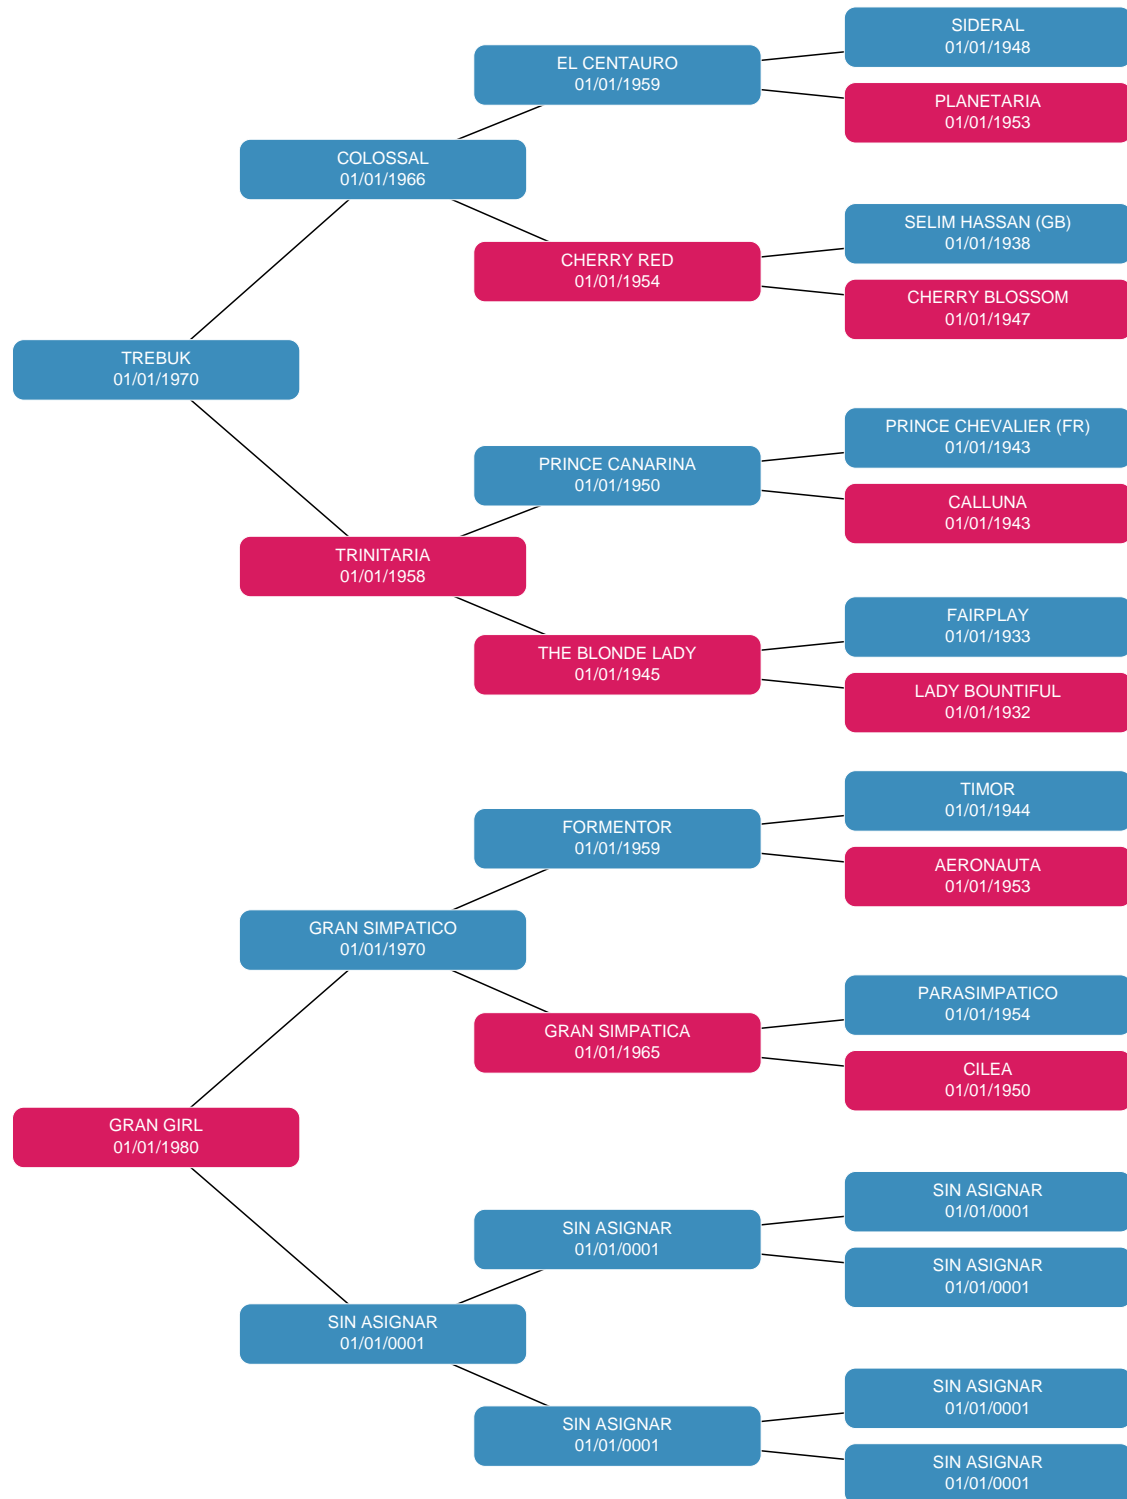 SIDERAL
01/01/1948
EL CENTAURO
01/01/1959
PLANETARIA
01/01/1953
COLOSSAL
01/01/1966
SELIM HASSAN (GB)
01/01/1938
CHERRY RED
01/01/1954
CHERRY BLOSSOM
01/01/1947
TREBUK
01/01/1970
PRINCE CHEVALIER (FR)
01/01/1943
PRINCE CANARINA
01/01/1950
CALLUNA
01/01/1943
TRINITARIA
01/01/1958
FAIRPLAY
01/01/1933
THE BLONDE LADY
01/01/1945
LADY BOUNTIFUL
01/01/1932
TIMOR
01/01/1944
FORMENTOR
01/01/1959
AERONAUTA
01/01/1953
GRAN SIMPATICO
01/01/1970
PARASIMPATICO
01/01/1954
GRAN SIMPATICA
01/01/1965
CILEA
01/01/1950
GRAN GIRL
01/01/1980
SIN ASIGNAR
01/01/0001
SIN ASIGNAR
01/01/0001
SIN ASIGNAR
01/01/0001
SIN ASIGNAR
01/01/0001
SIN ASIGNAR
01/01/0001
SIN ASIGNAR
01/01/0001
SIN ASIGNAR
01/01/0001